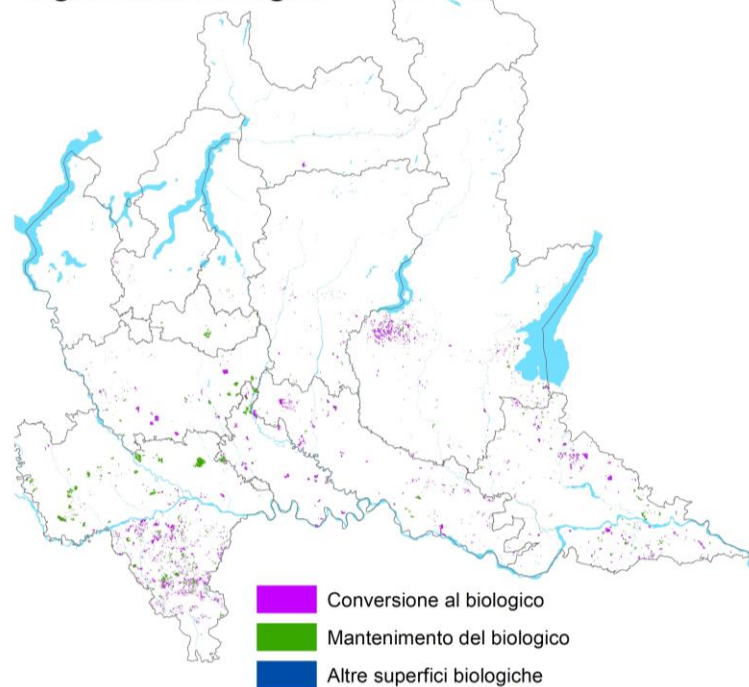 Conversione al biologico
Mantenimento del biologico
Altre superfici biologiche